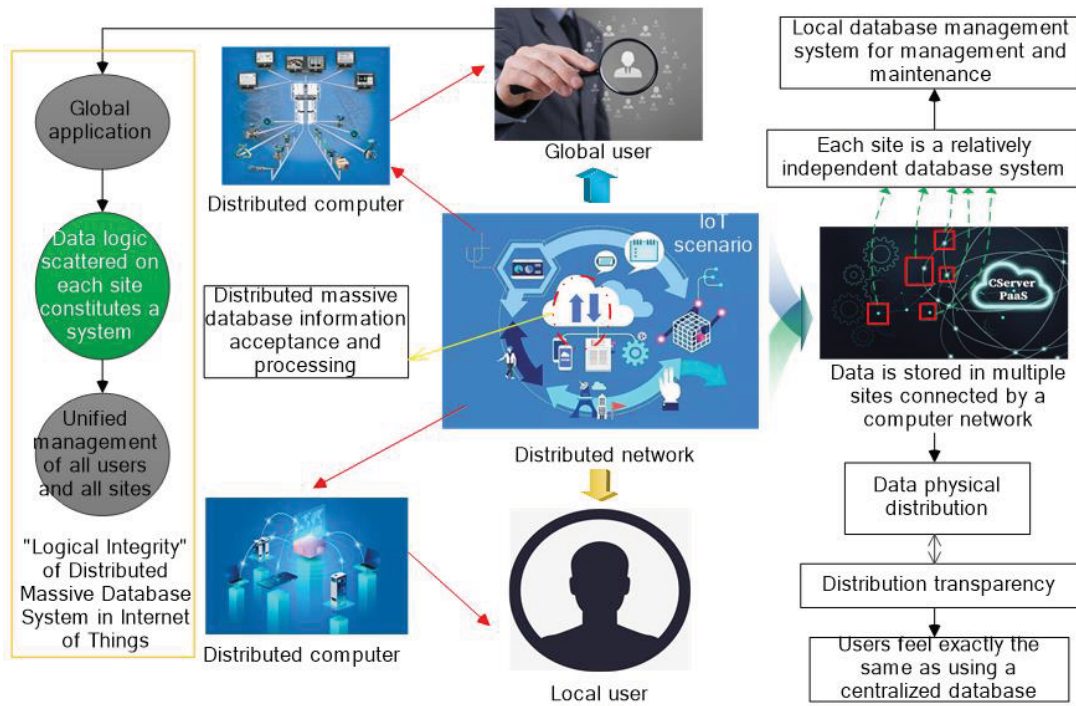 Global
application
Data logic
scattered on
each site
constitutes a
system
Unified
management
of all users
and all sites
"Logical Integrity"
of Distributed
Massive Database
System in Internet
of Things
Distributed computer
Global user
Distributed massive
database information
acceptance and
processing
IoT
scenario
Distributed network
Distributed computer
Local user
Local database management
system for management and
maintenance
Each site is a relatively
independent database system
CServer
PaaS
Data is stored in multiple
sites connected by a
computer network
Data physical
distribution
Distribution transparency
Users feel exactly the
same as using a
centralized database